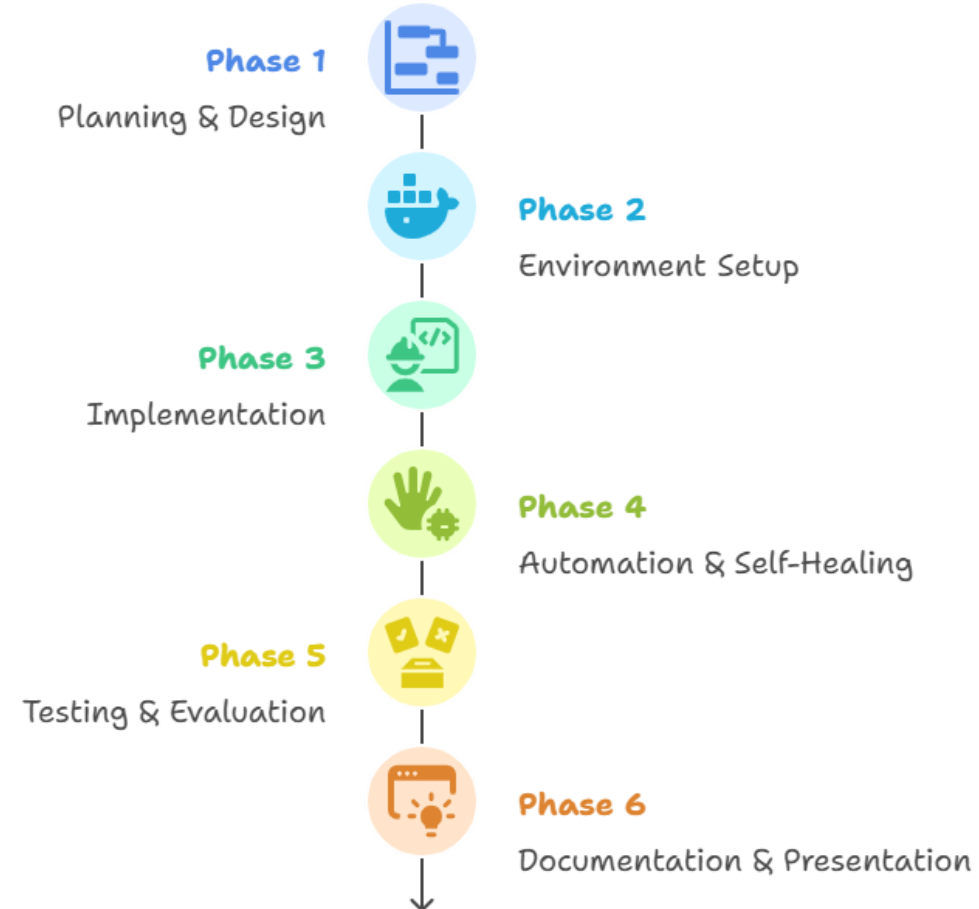 Phase 1
Planning & Design
Phase 2
Environment Setup
Phase 3
Implementation
</>
Phase 4
Automation & Self-Healing
Phase 5
Testing & Evaluation
Phase 6
Documentation & Presentation